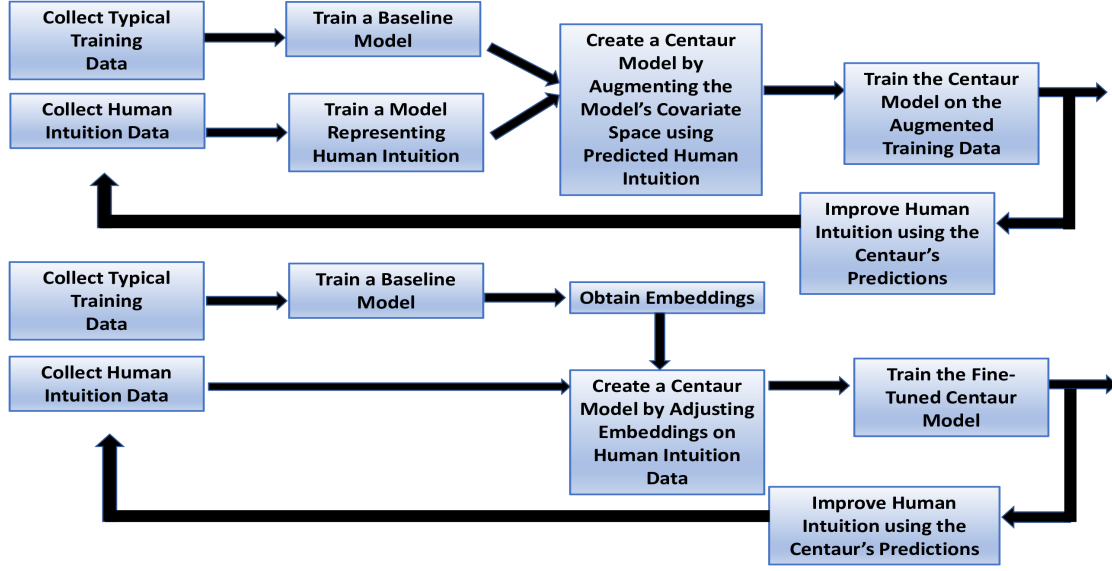 Collect Typical
Training
Data
Train a Baseline
Model
Create a Centaur
Model by
Augmenting the
Model's Covariate
Space using
Predicted Human
Intuition
Train the Centaur
Model on the
Augmented
Training Data
Collect Human
Intuition Data
Train a Model
Representing
Human Intuition
Improve Human
Intuition using the
Centaur's
Predictions
Collect Typical
Training
Data
Train a Baseline
Model
Obtain Embeddings
Collect Human
Intuition Data
Create a Centaur
Model by Adjusting
Embeddings on
Human Intuition
Data
Train the Fine-
Tuned Centaur
Model
Improve Human
Intuition using the
Centaur's Predictions